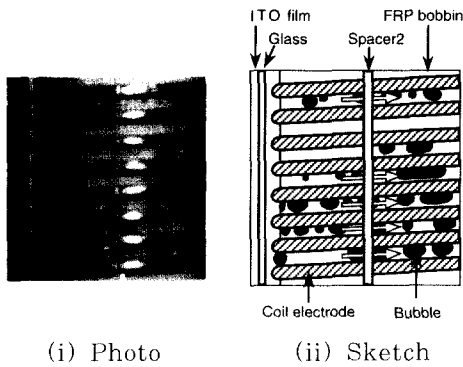 ITO film
FRP bobbin
Glass
Spacer2
Coil electrode
Bubble
(i) Photo
(ii) Sketch